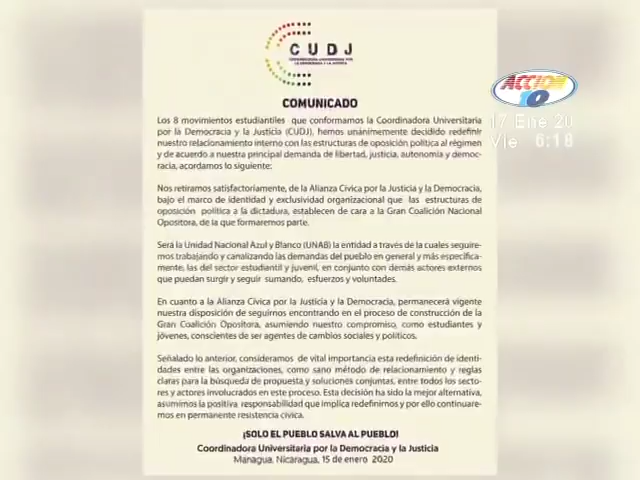 CUDJ
COORDINADORA UNIVERSITARIA POR
LA DEMOCRACIA Y LA JUSTICIA
COMUNICADO
Los 8 movimientos estudiantiles que conformamos la Coordinadora Universitaria
por la Democracia y la Justicia (CUDJ), hemos unánimemente decidido redefinir
nuestro relacionamiento interno con las estructuras de oposición política al régimen
y de acuerdo a nuestra principal demanda de libertad, justicia, autonomía y democ-
racia, acordamos lo siguiente:
Nos retiramos satisfactoriamente, de la Alianza Cívica por la Justicia y la Democracia,
bajo el marco de identidad y exclusividad organizacional que las estructuras de
oposición política a la dictadura, establecen de cara a la Gran Coalición Nacional
Opositora, de la que formaremos parte.
Será la Unidad Nacional Azul y Blanco (UNAB) la entidad a través de la cuales seguire-
mos trabajando y canalizando las demandas del pueblo en general y más específica-
mente, las del sector estudiantil y juvenil, en conjunto con demás actores externos
que puedan surgir y seguir sumando, esfuerzos y voluntades.
En cuanto a la Alianza Cívica por la Justicia y la Democracia, permanecerá vigente
nuestra disposición de seguirnos encontrando en el proceso de construcción de la
Gran Coalición Opositora, asumiendo nuestro compromiso, como estudiantes y
jóvenes, conscientes de ser agentes de cambios sociales y políticos.
Señalado lo anterior, consideramos de vital importancia esta redefinición de identi-
dades entre las organizaciones, como sano método de relacionamiento y reglas
claras para la búsqueda de propuesta y soluciones conjuntas, entre todos los secto-
res y actores involucrados en este proceso. Esta decisión ha sido la mejor alternativa,
asumimos la positiva responsabilidad que implica redefinirnos y por ello continuare-
mos en permanente resistencia cívica.
¡SOLO EL PUEBLO SALVA AL PUEBLO!
Coordinadora Universitaria por la Democracia y la Justicia
Managua, Nicaragua, 15 de enero 2020
ACCION
10
17 Ene 20
Vie 6:18